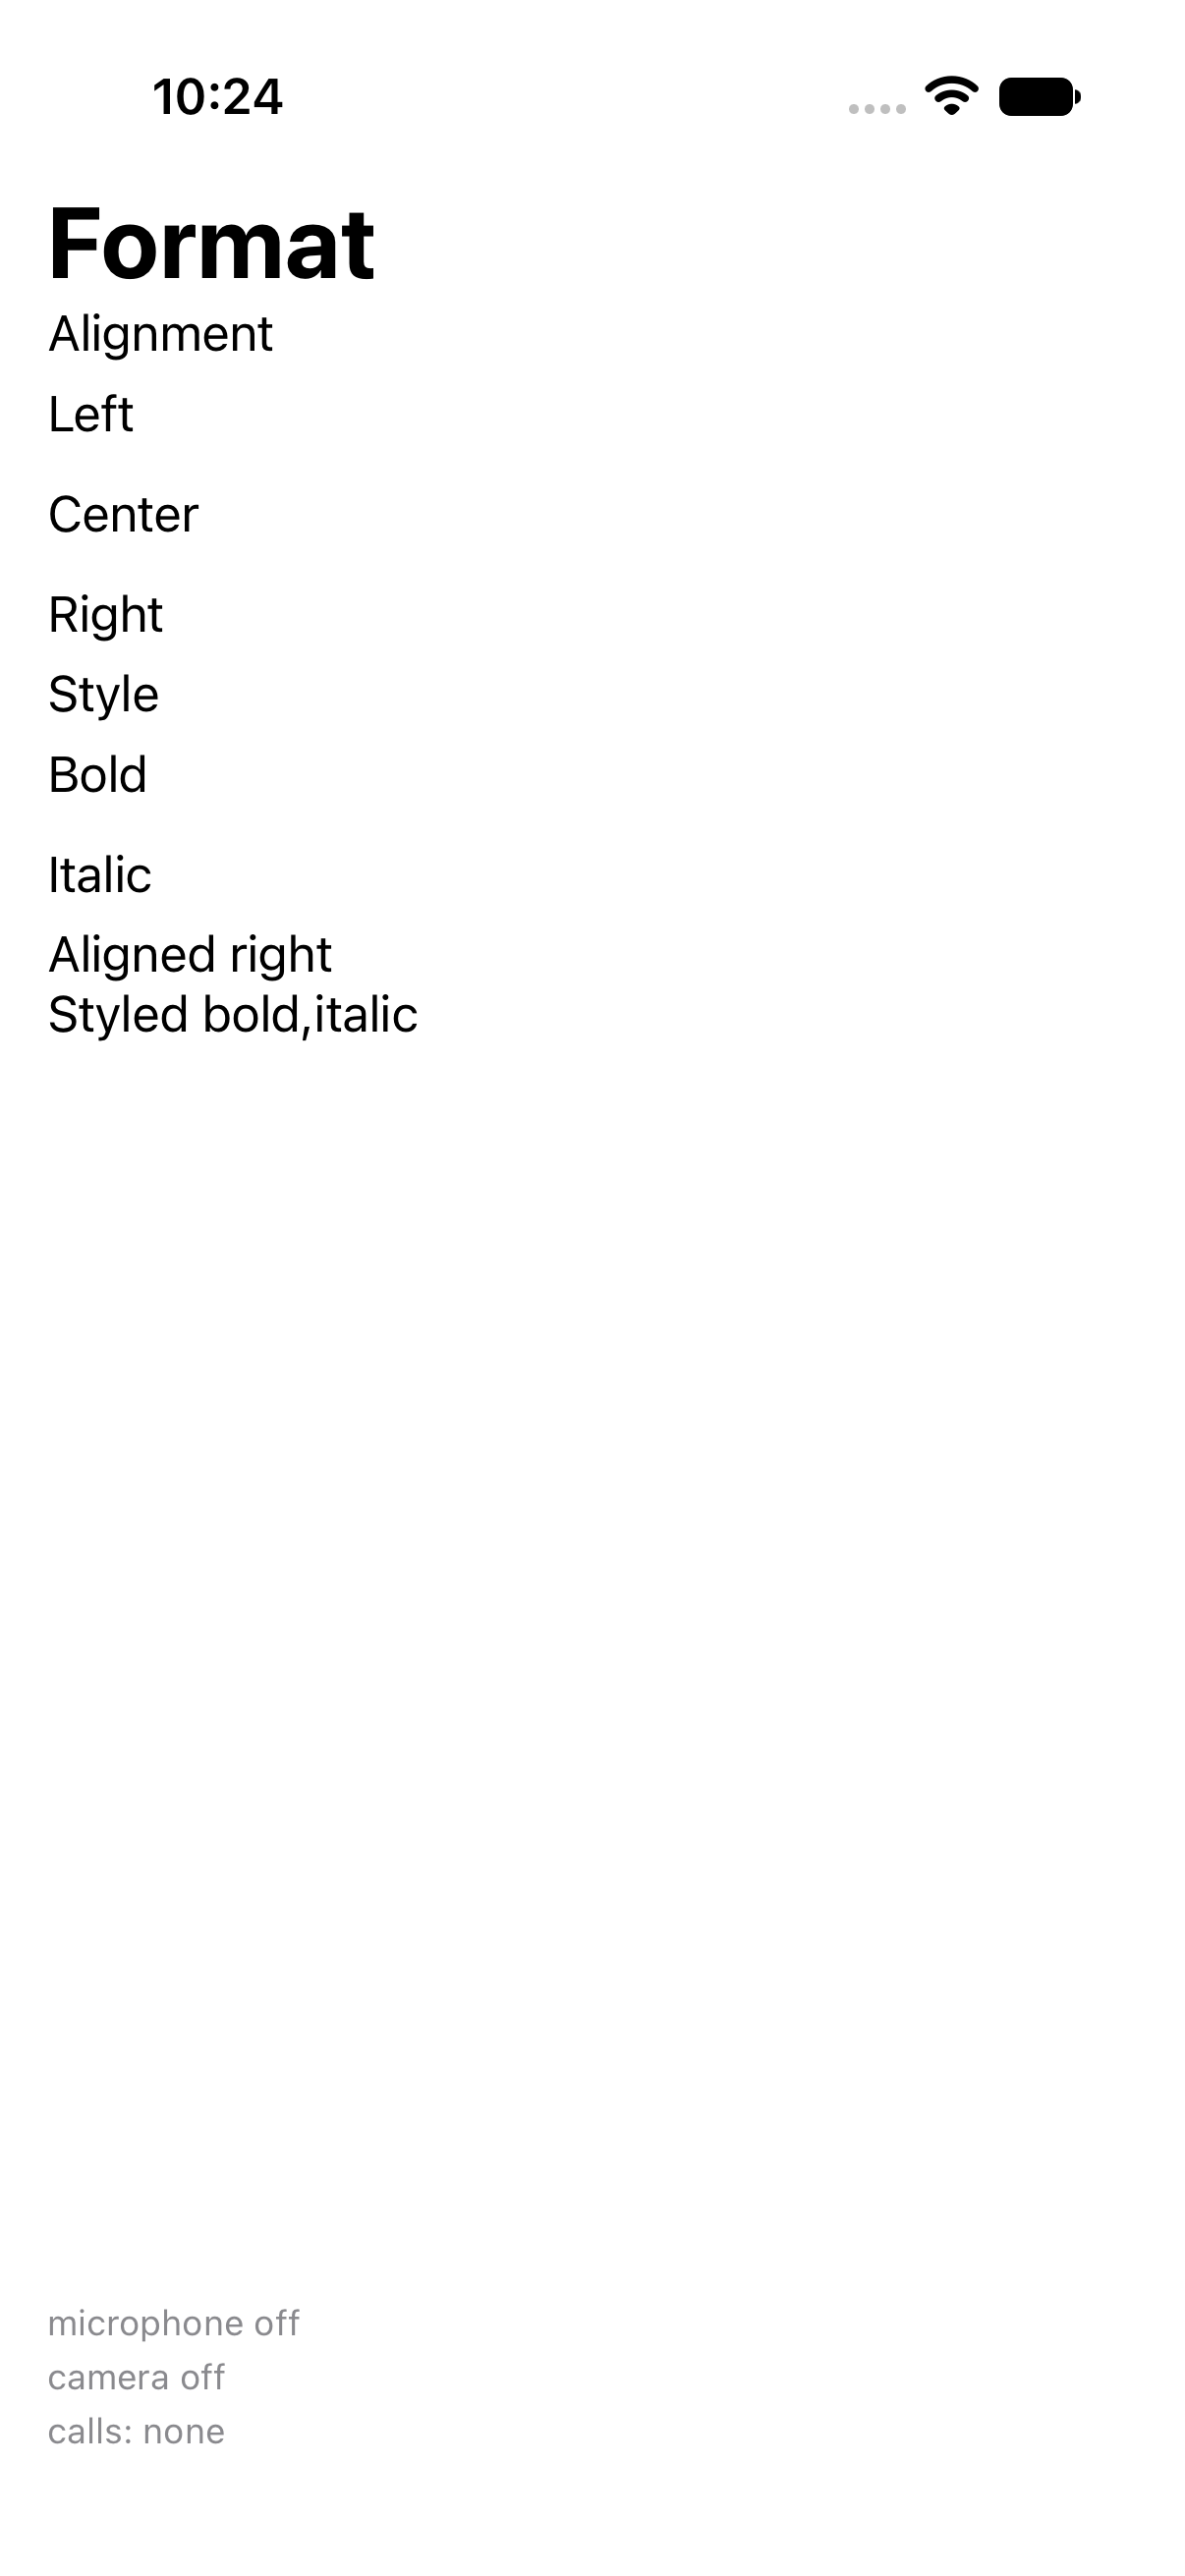 10:24
Format
Alignment
Left
Center
Right
Style
Bold
Italic
Aligned right
Styled bold,italic
microphone off
camera off
calls: none